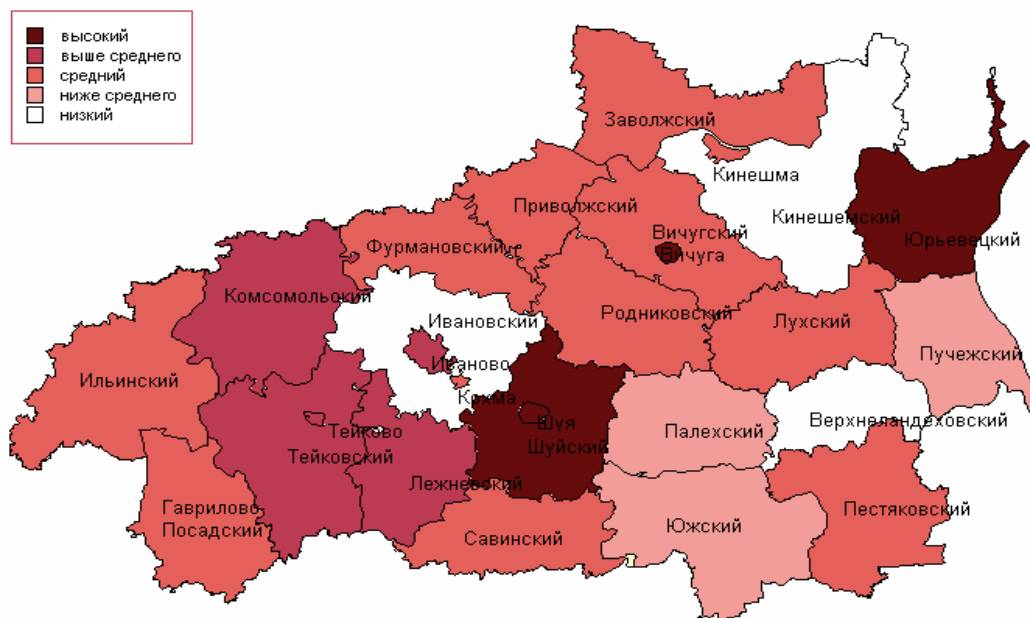 высокий
выше среднего
средний
ниже среднего
низкий
Заволжский
Кинешма
Приволжский
Кинешемский
Вичугский
Вичуга
Юрьевецкий
Фурмановский
Комсомольский
Ивановский
Родниковский
Лухский
Пучежский
Иваново
Ильинский
Кохма
Верхнеландеховский
Шуя
Тейково
Палехский
Шуйский
Тейковский
Лежневский
Гаврилово
Посадский
Пестяковский
Южский
Савинский